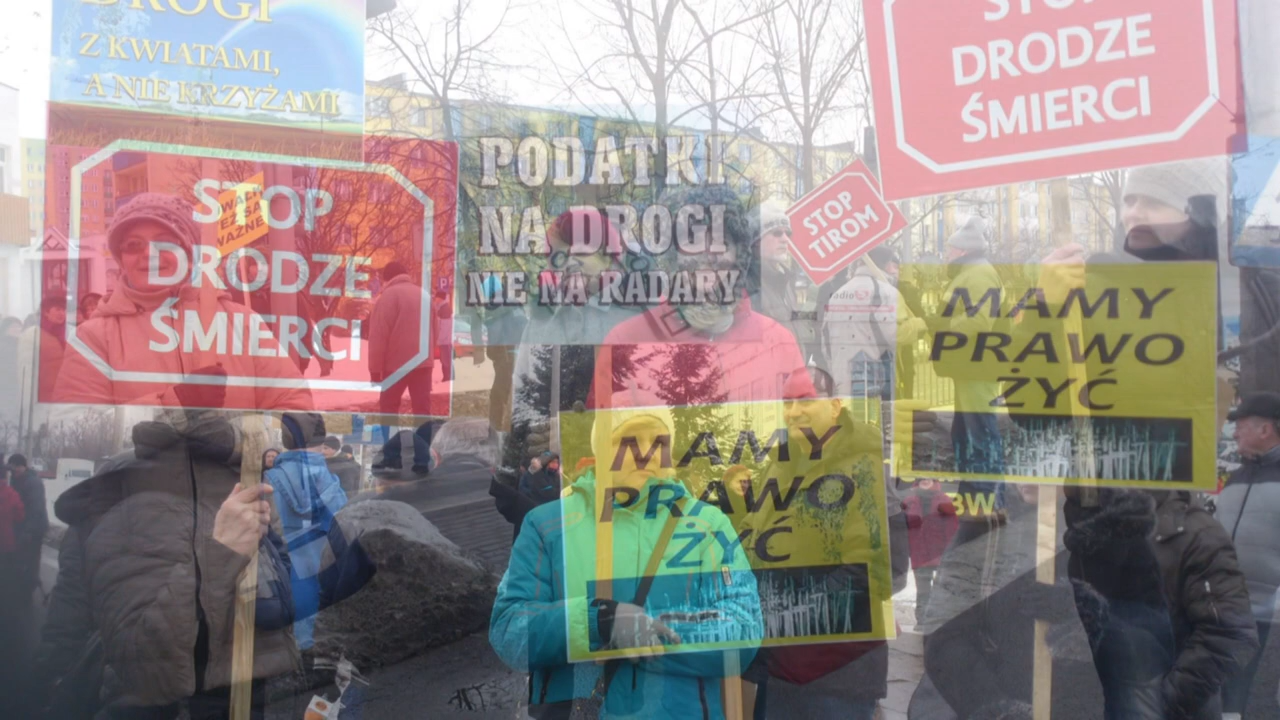 DROGI
Z KWIATAMI,
A NIE KRZYŻAMI
STOP
DRODZE
ŚMIERCI
PODATKI
NA DROGI
NIE NA RADARY
STOP
TIROM
STOP
DRODZE
ŚMIERCI
MAMY
PRAWO
ŻYĆ
MAMY
PRAWO
ŻYĆ